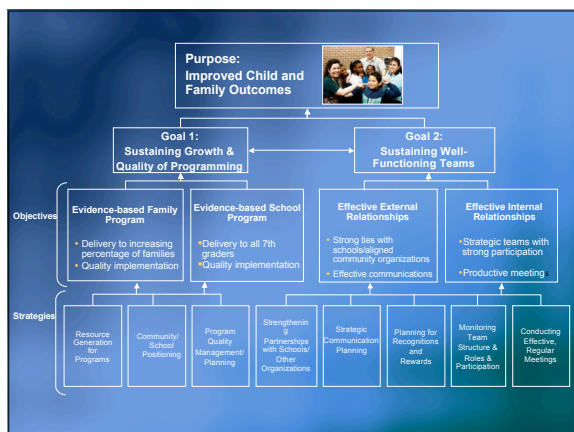 Purpose:
Improved Child and
Family Outcomes
Goal 1:
Sustaining Growth &
Quality of Programming
Goal 2:
Sustaining Well-
Functioning Teams
Objectives
Evidence-based Family
Program
• Delivery to increasing
percentage of families
• Quality implementation
Evidence-based School
Program
•Delivery to all 7th
graders
•Quality implementation
Effective External
Relationships
• Strong ties with
schools/aligned
community organizations
• Effective communications
Effective Internal
Relationships
•Strategic teams with
strong participation
•Productive meetings
Strategies
Resource
Generation
for
Programs
Community/
School
Positioning
Program
Quality
Management/
Planning
Strengthenin
g
Partnerships
with Schools/
Other
Organizations
Strategic
Communication
Planning
Planning for
Recognitions
and
Rewards
Monitoring
Team
Structure &
Roles &
Participation
Conducting
Effective,
Regular
Meetings